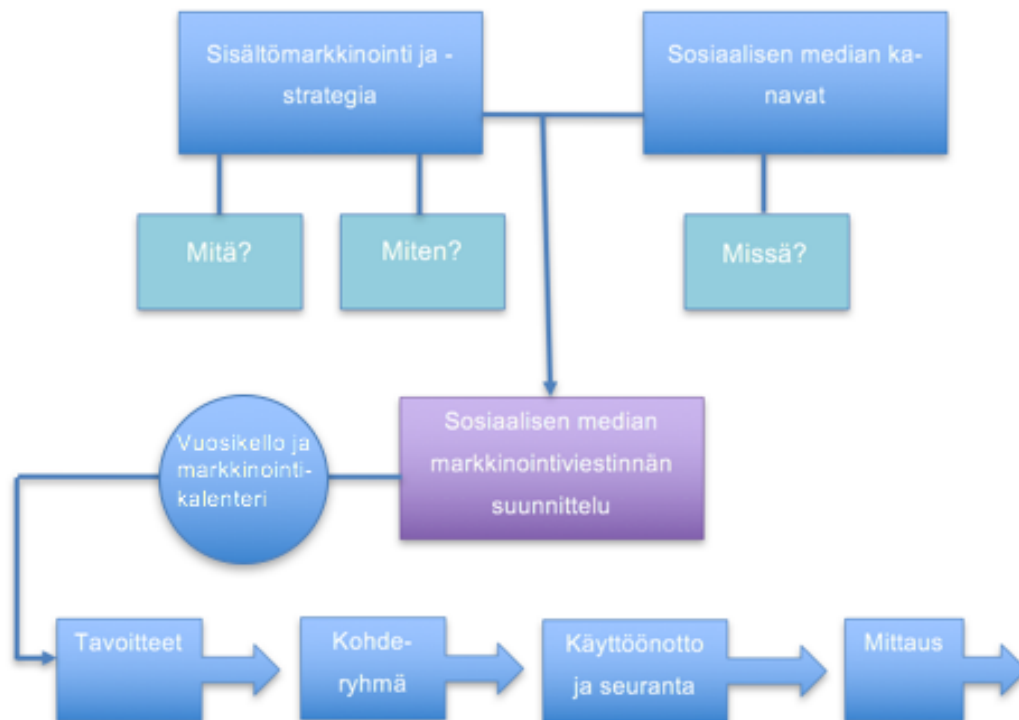 Sisältömarkkinointi ja -
strategia
Sosiaalisen median ka-
navat
Mitä?
Miten?
Missä?
Vuosikello ja
markkinointi-
kalenteri
Sosiaalisen median
markkinointiviestinnän
suunnittelu
Tavoitteet
Kohde-
ryhmä
Käyttöönotto
ja seuranta
Mittaus